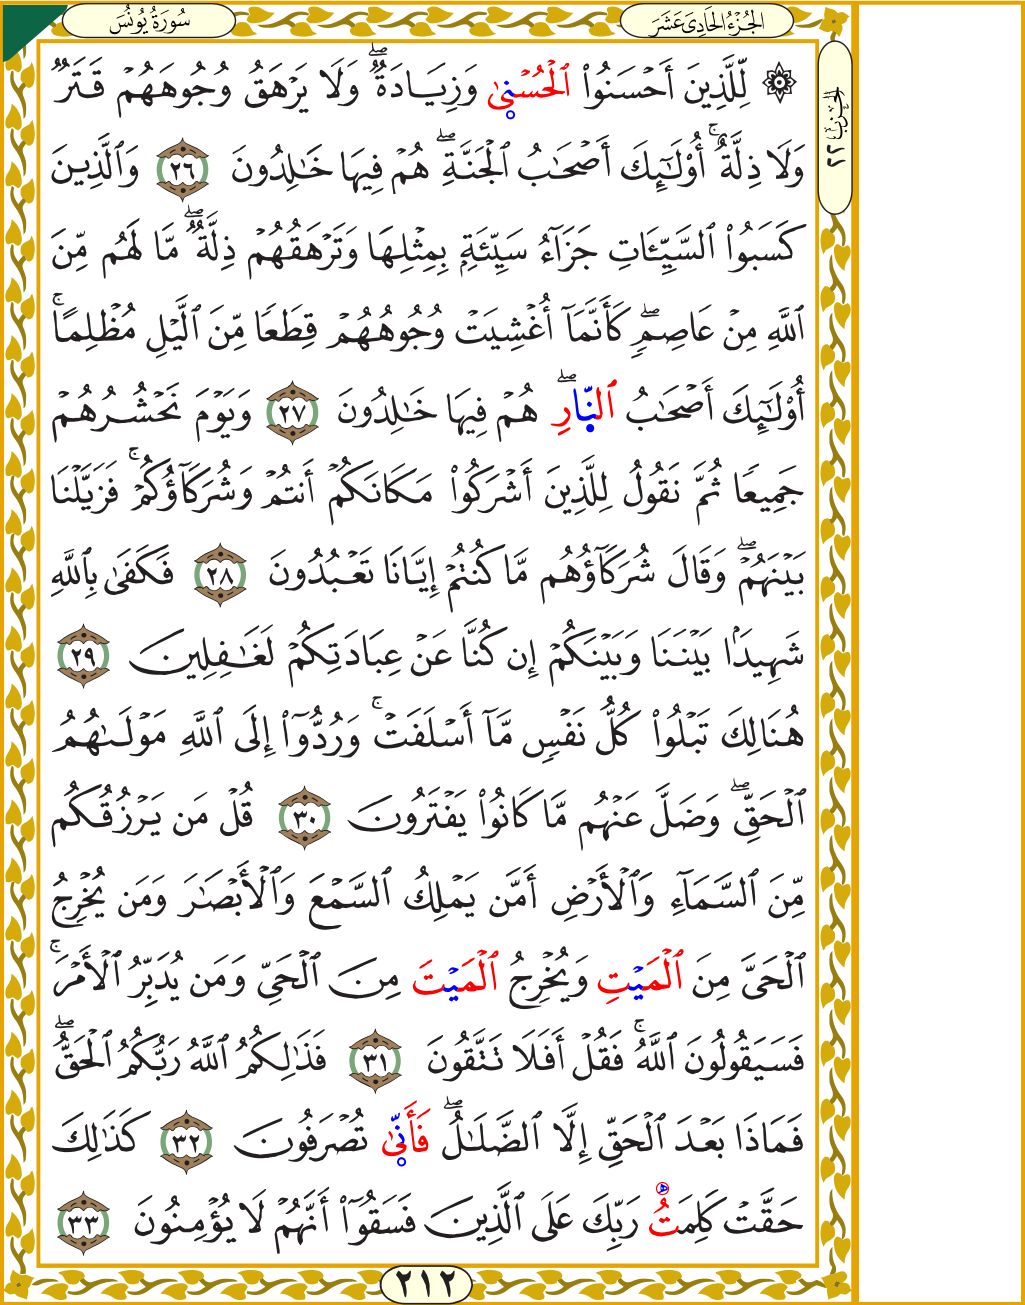 سُورَةُ يُونُسَ
الجُزْءُ الحَادِيَ عَشَرَ
الحزب ٢٢
۞ لِّلَّذِينَ أَحۡسَنُواْ ٱلۡحُسۡنىٰ وَزِيَادَةٞۖ وَلَا يَرۡهَقُ وُجُوهَهُمۡ قَتَرٞ
وَلَا ذِلَّةٌۚ أُوْلَٰٓئِكَ أَصۡحَٰبُ ٱلۡجَنَّةِۖ هُمۡ فِيهَا خَٰلِدُونَ ٢٦ وَٱلَّذِينَ
كَسَبُواْ ٱلسَّيِّـَٔاتِ جَزَآءُ سَيِّئَةِۭ بِمِثۡلِهَا وَتَرۡهَقُهُمۡ ذِلَّةٞۖ مَّا لَهُم مِّنَ
ٱللَّهِ مِنۡ عَاصِمٖۖ كَأَنَّمَآ أُغۡشِيَتۡ وُجُوهُهُمۡ قِطَعٗا مِّنَ ٱلَّيۡلِ مُظۡلِمًاۚ
أُوْلَٰٓئِكَ أَصۡحَٰبُ ٱلنّ۪ارِۖ هُمۡ فِيهَا خَٰلِدُونَ ٢٧ وَيَوۡمَ نَحۡشُرُهُمۡ
جَمِيعٗا ثُمَّ نَقُولُ لِلَّذِينَ أَشۡرَكُواْ مَكَانَكُمۡ أَنتُمۡ وَشُرَكَآؤُكُمۡۚ فَزَيَّلۡنَا
بَيۡنَهُمۡۖ وَقَالَ شُرَكَآؤُهُم مَّا كُنتُمۡ إِيَّانَا تَعۡبُدُونَ ٢٨ فَكَفَىٰ بِٱللَّهِ
شَهِيدَۢا بَيۡنَنَا وَبَيۡنَكُمۡ إِن كُنَّا عَنۡ عِبَادَتِكُمۡ لَغَٰفِلِينَ ٢٩
هُنَالِكَ تَبۡلُواْ كُلُّ نَفۡسٖ مَّآ أَسۡلَفَتۡۚ وَرُدُّوٓاْ إِلَى ٱللَّهِ مَوۡلَىٰهُمُ
ٱلۡحَقِّۖ وَضَلَّ عَنۡهُم مَّا كَانُواْ يَفۡتَرُونَ ٣٠ قُلۡ مَن يَرۡزُقُكُم
مِّنَ ٱلسَّمَآءِ وَٱلۡأَرۡضِ أَمَّن يَمۡلِكُ ٱلسَّمۡعَ وَٱلۡأَبۡصَٰرَ وَمَن يُخۡرِجُ
ٱلۡحَيَّ مِنَ ٱلۡمَيۡتِ وَيُخۡرِجُ ٱلۡمَيۡتَ مِنَ ٱلۡحَيِّ وَمَن يُدَبِّرُ ٱلۡأَمۡرَۚ
فَسَيَقُولُونَ ٱللَّهُۚ فَقُلۡ أَفَلَا تَتَّقُونَ ٣١ فَذَٰلِكُمُ ٱللَّهُ رَبُّكُمُ ٱلۡحَقُّۖ
فَمَاذَا بَعۡدَ ٱلۡحَقِّ إِلَّا ٱلضَّلَٰلُۖ فَأَنّىٰ تُصۡرَفُونَ ٣٢ كَذَٰلِكَ
حَقَّتۡ كَلِمَتُ رَبِّكَ عَلَى ٱلَّذِينَ فَسَقُوٓاْ أَنَّهُمۡ لَا يُؤۡمِنُونَ ٣٣
٢١٢